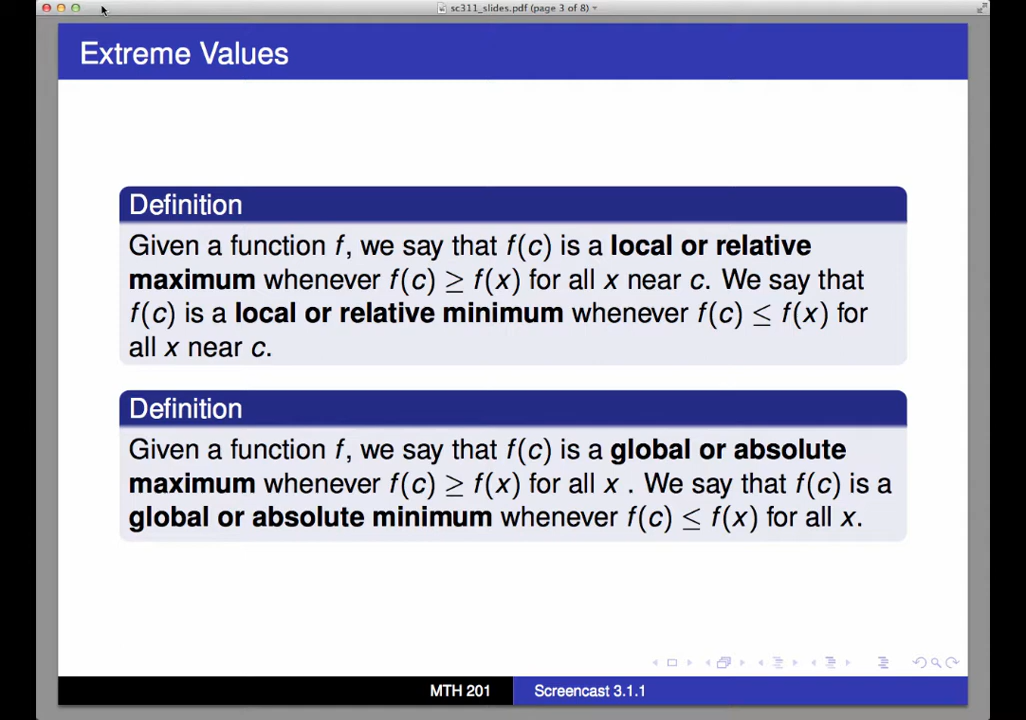 sc311_slides.pdf (page 3 of 8)
Extreme Values
Definition
Given a function f, we say that f(c) is a local or relative
maximum whenever f(c) ≥ f(x) for all x near c. We say that
f(c) is a local or relative minimum whenever f(c) ≤ f(x) for
all x near c.
Definition
Given a function f, we say that f(c) is a global or absolute
maximum whenever f(c) ≥ f(x) for all x . We say that f(c) is a
global or absolute minimum whenever f(c) ≤ f(x) for all x.
MTH 201 Screencast 3.1.1